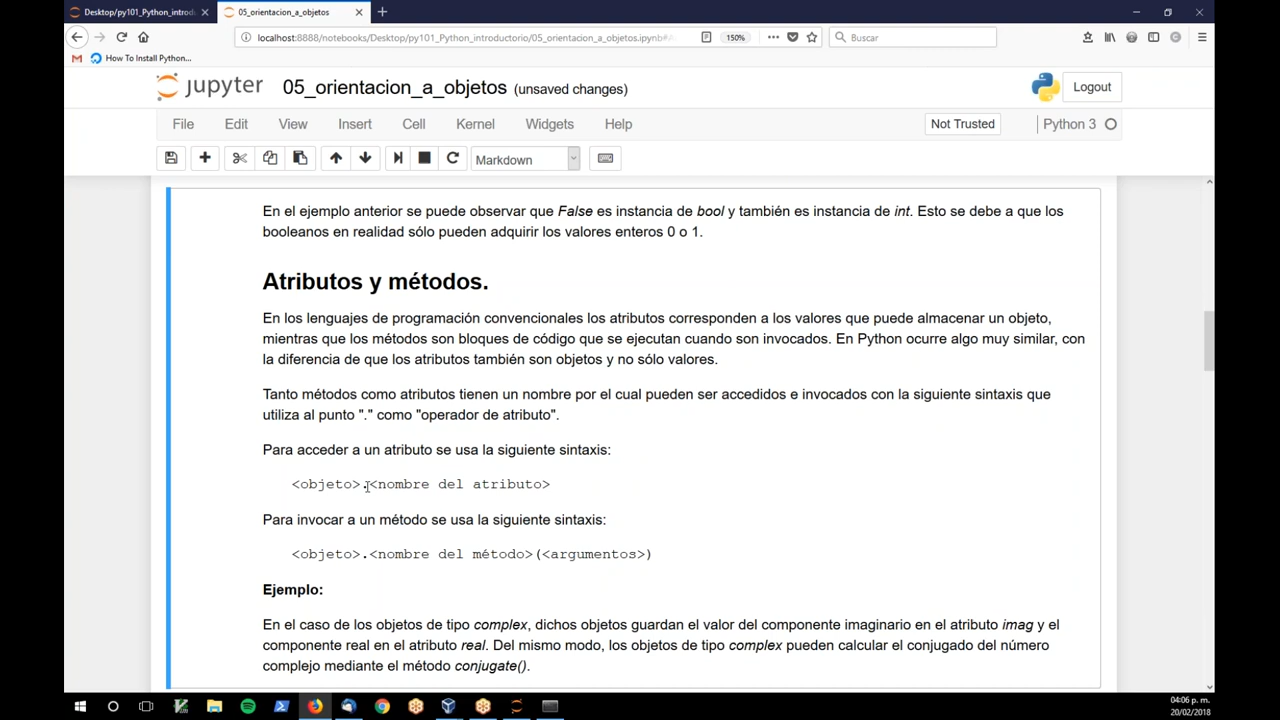 Desktop/py101_Python_introd
05_orientacion_a_objetos
localhost:8888/notebooks/Desktop/py101_Python_introductorio/05_orientacion_a_objetos.ipynb#A
150%
Buscar
How To Install Python...
jupyter
05_orientacion_a_objetos (unsaved changes)
Logout
File Edit View Insert Cell Kernel Widgets Help
Not Trusted
Python 3
Markdown
En el ejemplo anterior se puede observar que False es instancia de bool y también es instancia de int. Esto se debe a que los
booleanos en realidad sólo pueden adquirir los valores enteros 0 o 1.
Atributos y métodos.
En los lenguajes de programación convencionales los atributos corresponden a los valores que puede almacenar un objeto,
mientras que los métodos son bloques de código que se ejecutan cuando son invocados. En Python ocurre algo muy similar, con
la diferencia de que los atributos también son objetos y no sólo valores.
Tanto métodos como atributos tienen un nombre por el cual pueden ser accedidos e invocados con la siguiente sintaxis que
utiliza al punto "." como "operador de atributo".
Para acceder a un atributo se usa la siguiente sintaxis:
<objeto>.<nombre del atributo>
Para invocar a un método se usa la siguiente sintaxis:
<objeto>.<nombre del método>(<argumentos>)
Ejemplo:
En el caso de los objetos de tipo complex, dichos objetos guardan el valor del componente imaginario en el atributo imag y el
componente real en el atributo real. Del mismo modo, los objetos de tipo complex pueden calcular el conjugado del número
complejo mediante el método conjugate().
04:06 p. m.
20/02/2018